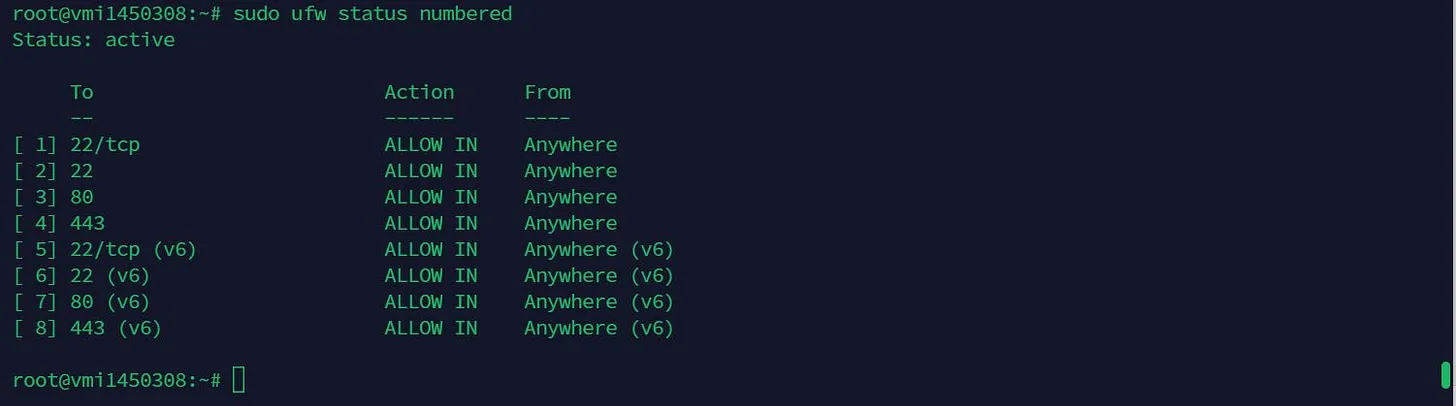 root@vmi1450308:~# sudo ufw status numbered
Status: active
     To                         Action      From
     --                         ------      ----
[ 1] 22/tcp                     ALLOW IN    Anywhere
[ 2] 22                         ALLOW IN    Anywhere
[ 3] 80                         ALLOW IN    Anywhere
[ 4] 443                        ALLOW IN    Anywhere
[ 5] 22/tcp (v6)                ALLOW IN    Anywhere (v6)
[ 6] 22 (v6)                    ALLOW IN    Anywhere (v6)
[ 7] 80 (v6)                    ALLOW IN    Anywhere (v6)
[ 8] 443 (v6)                   ALLOW IN    Anywhere (v6)
root@vmi1450308:~#